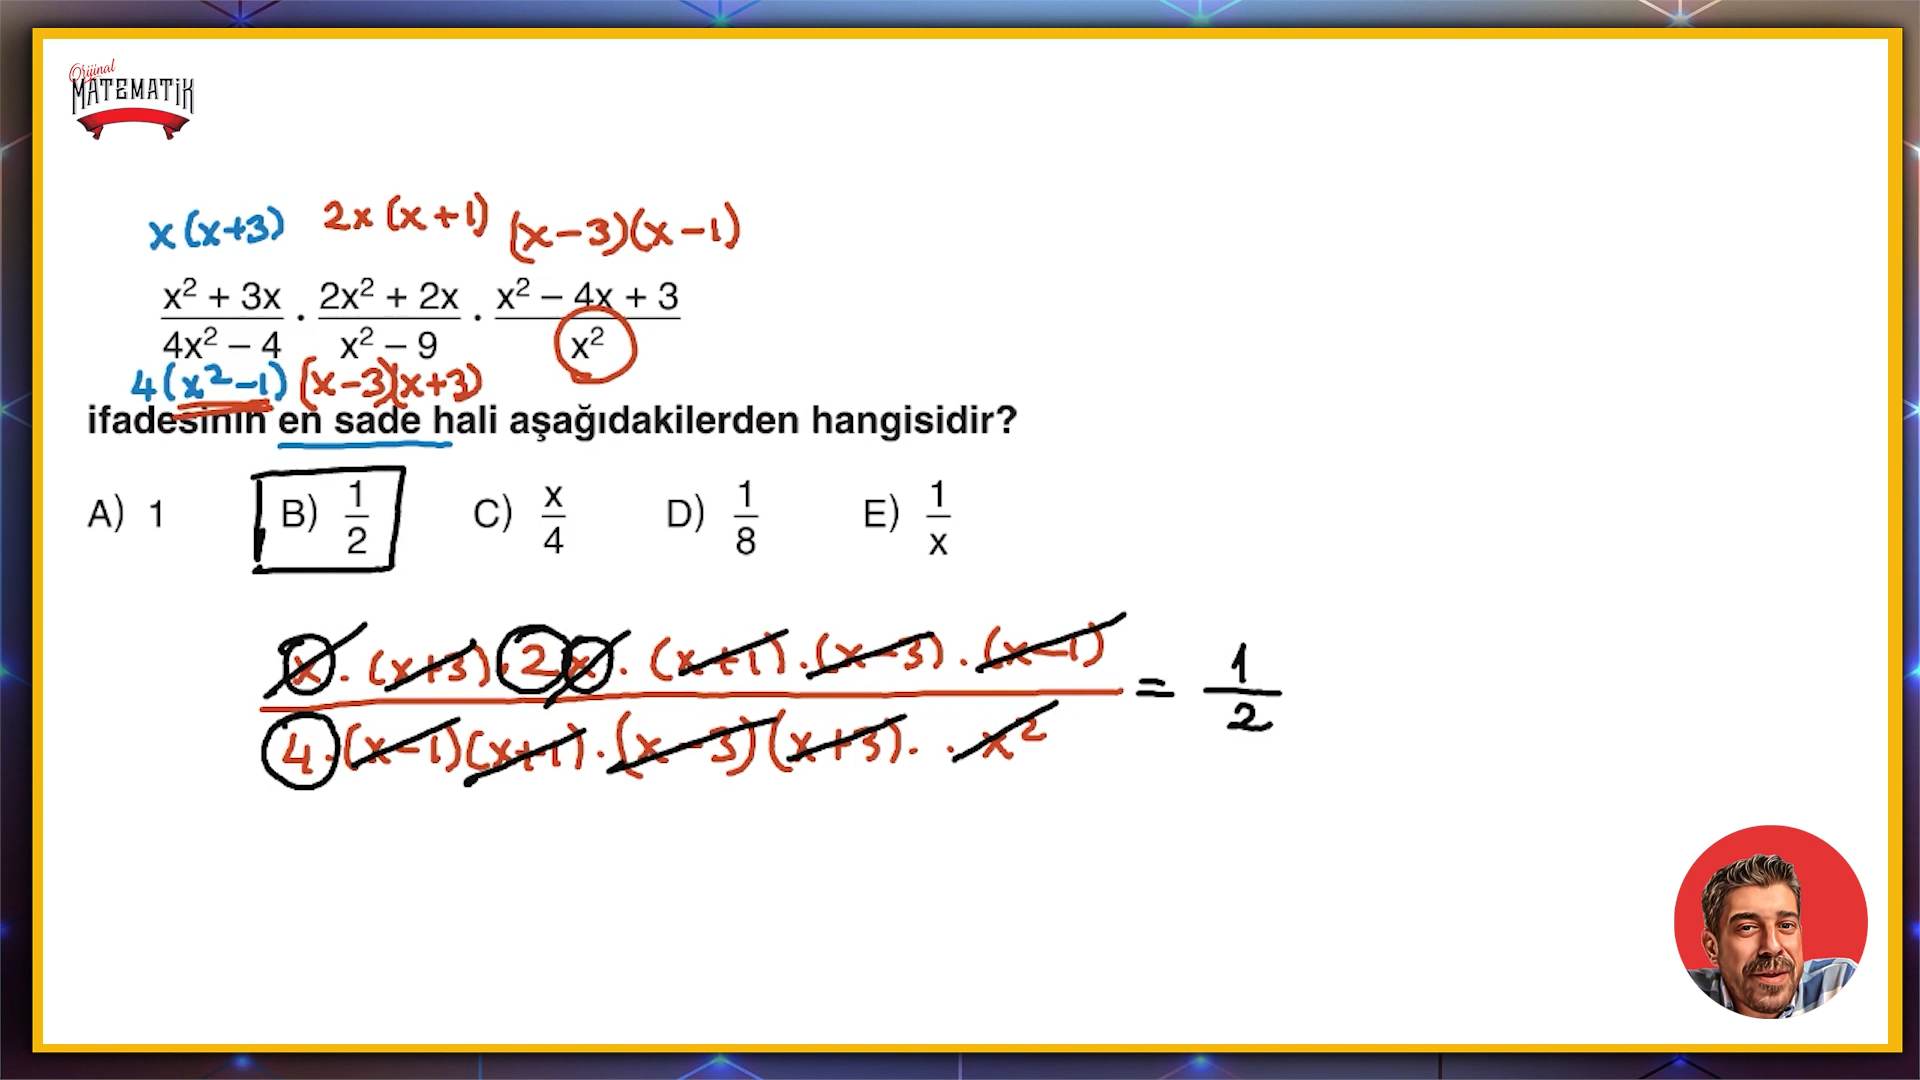 Orijinal
MATEMATİK
x(x+3) 2x(x+1) (x-3)(x-1)
x² + 3x / 4x² – 4 · 2x² + 2x / x² – 9 · x² – 4x + 3 / x²
4(x²-1) (x-3)(x+3)
ifadesinin en sade hali aşağıdakilerden hangisidir?
A) 1 B) 1/2 C) x/4 D) 1/8 E) 1/x
x.(x+3).2x.(x+1).(x-3).(x-1) / 4.(x-1)(x+1).(x-3)(x+3)..x² = 1/2